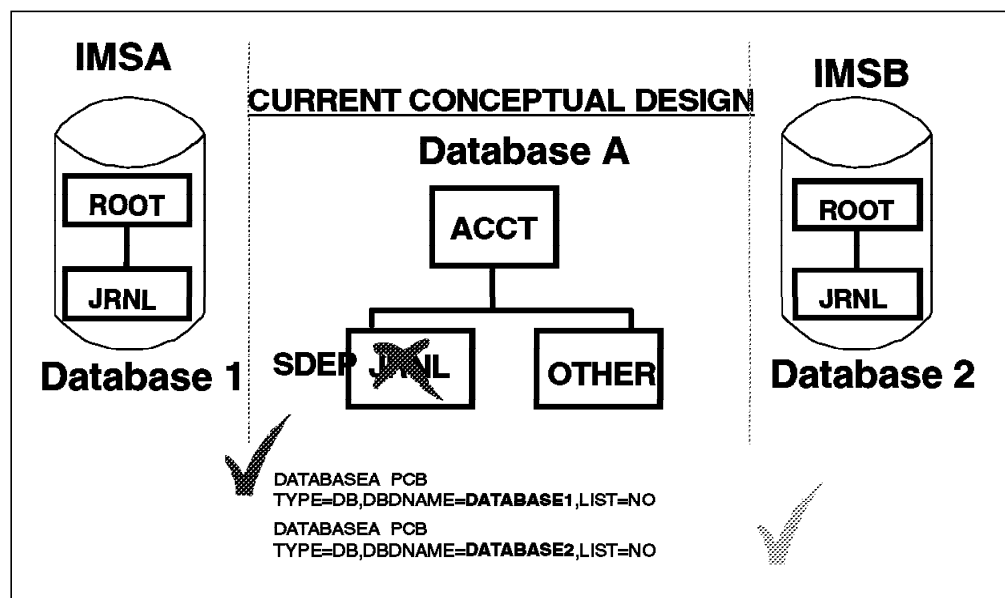 IMSA
IMSB
CURRENT CONCEPTUAL DESIGN
Database A
ROOT
ACCT
ROOT
JRNL
JRNL
SDEP
JRNL
OTHER
Database 1
Database 2
DATABASEA PCB
TYPE=DB,DBDNAME=DATABASE1,LIST=NO
DATABASEA PCB
TYPE=DB,DBDNAME=DATABASE2,LIST=NO